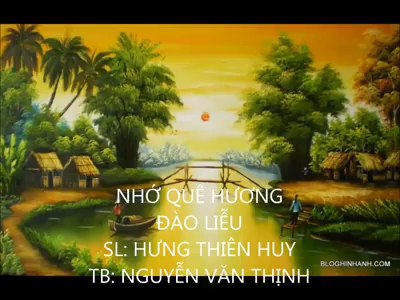 NHỚ QUÊ HƯƠNG
ĐÀO LIỄU
SL: HƯNG THIÊN HUY
BLOGHINHANH.COM
TB: NGUYỄN VĂN THỊNH